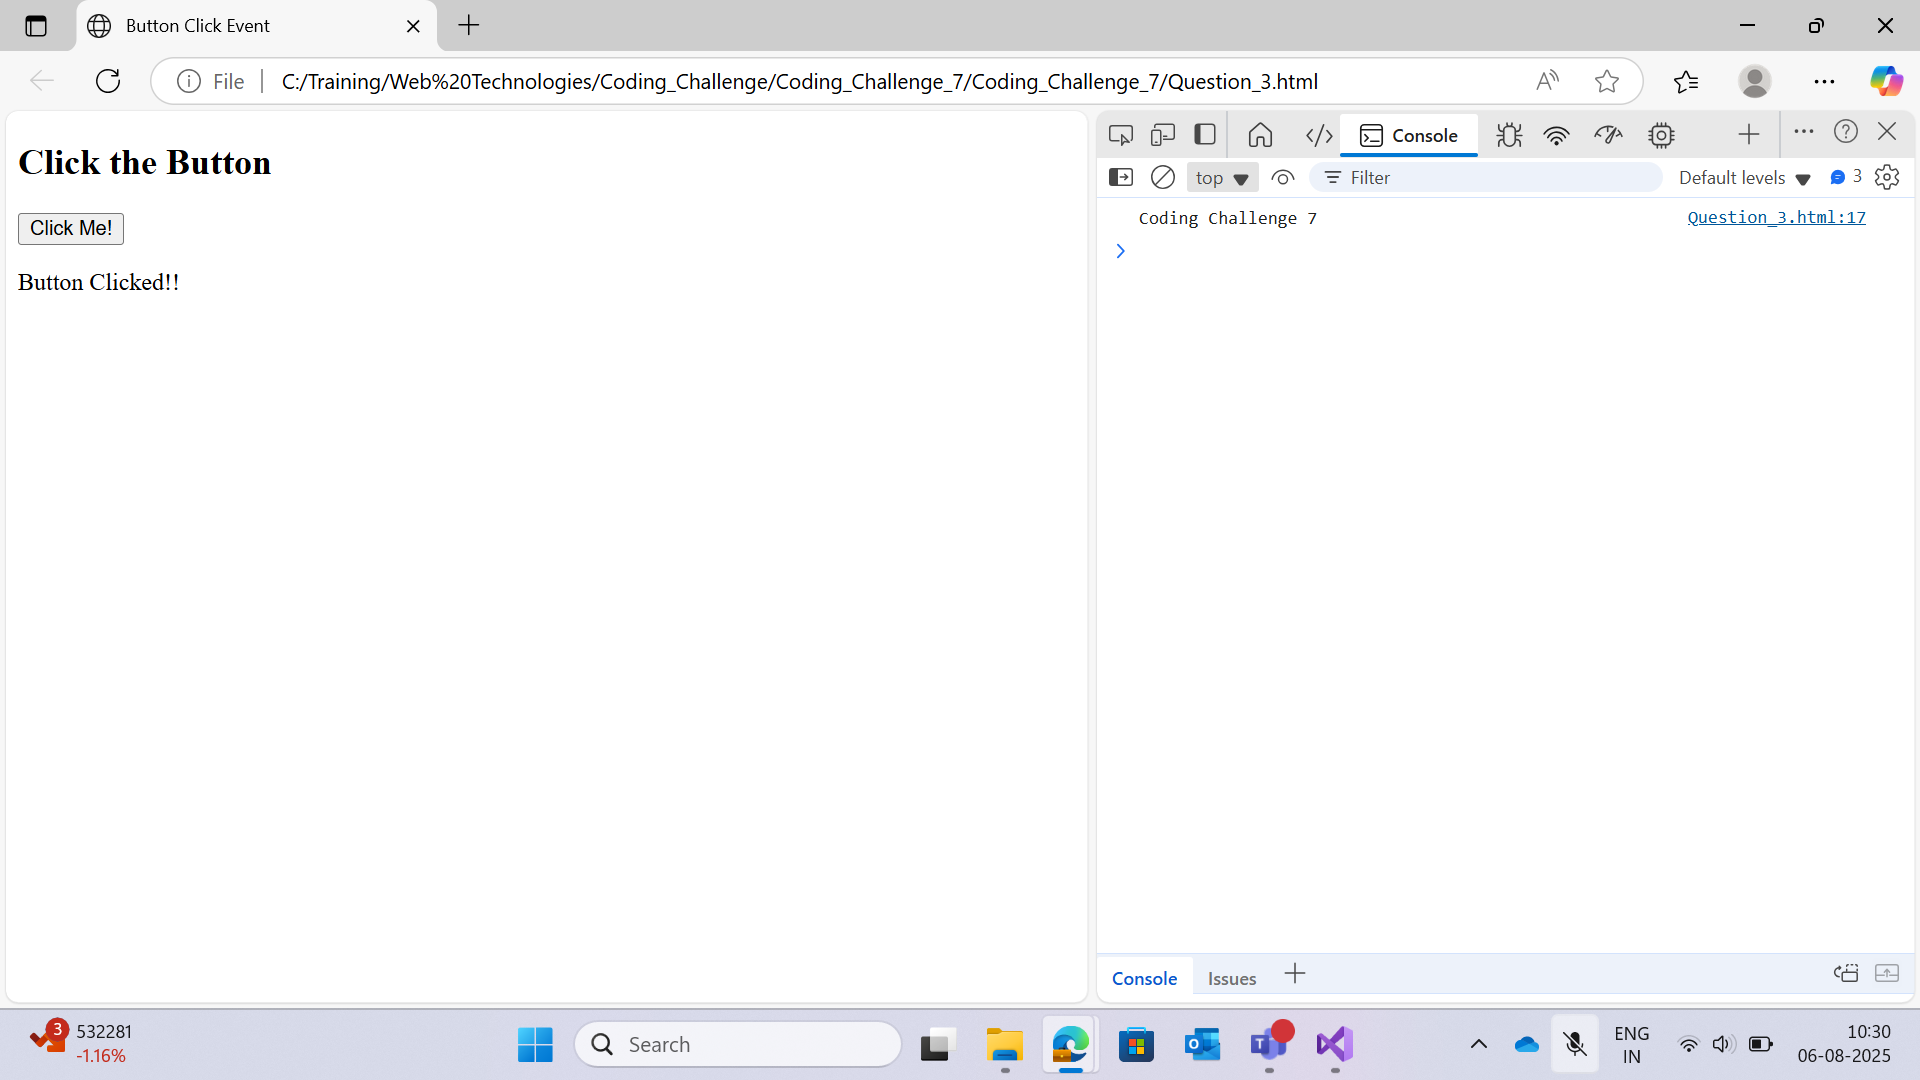 Button Click Event
File
C:/Training/Web%20Technologies/Coding_Challenge/Coding_Challenge_7/Coding_Challenge_7/Question_3.html
Click the Button
Click Me!
Button Clicked!!
Console
top
Filter
Default levels
3
Coding Challenge 7
Question_3.html:17
Console
Issues
3
532281
-1.16%
Search
ENG
IN
10:30
06-08-2025